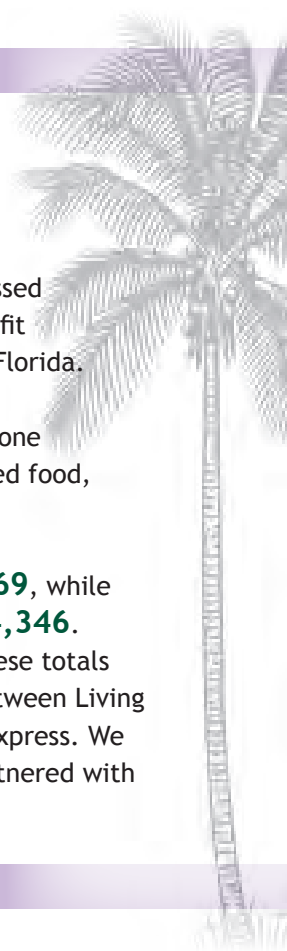 ssed
fit
Florida.
one
ed food,
69, while
,346.
ese totals
tween Living
xpress. We
tnered with